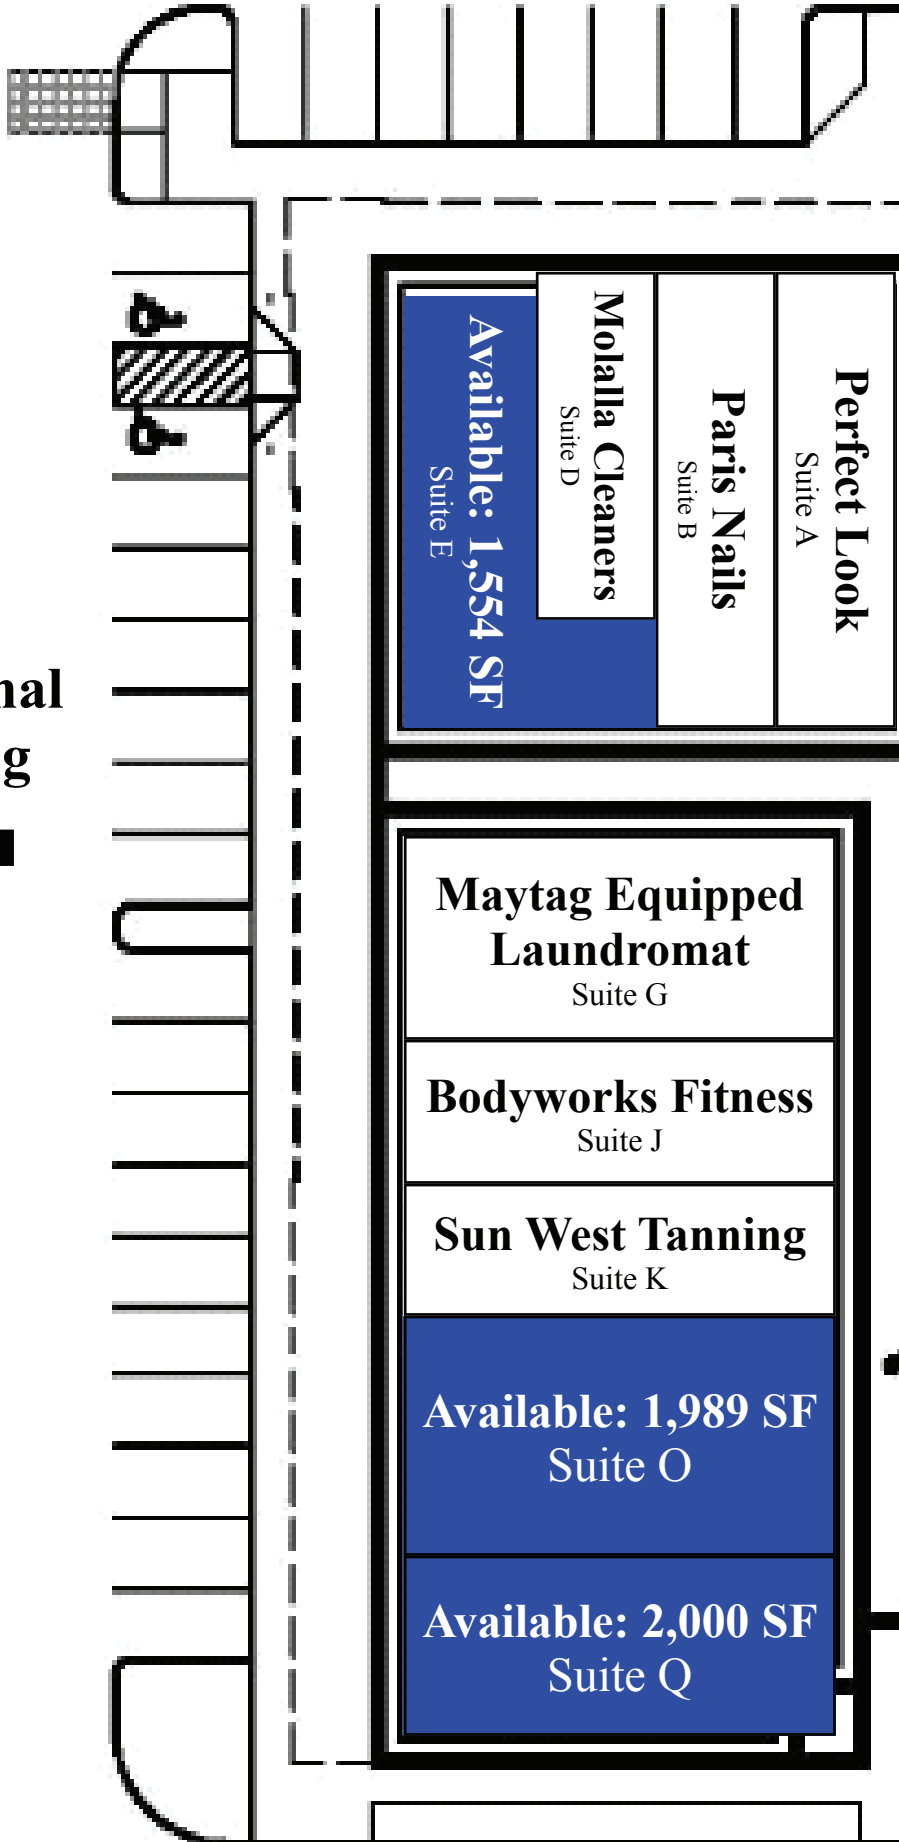 Perfect Look
Suite A
Paris Nails
Suite B
Molalla Cleaners
Suite D
Available: 1,554 SF
Suite E
nal
g
Maytag Equipped
Laundromat
Suite G
Bodyworks Fitness
Suite J
Sun West Tanning
Suite K
Available: 1,989 SF
Suite O
Available: 2,000 SF
Suite Q